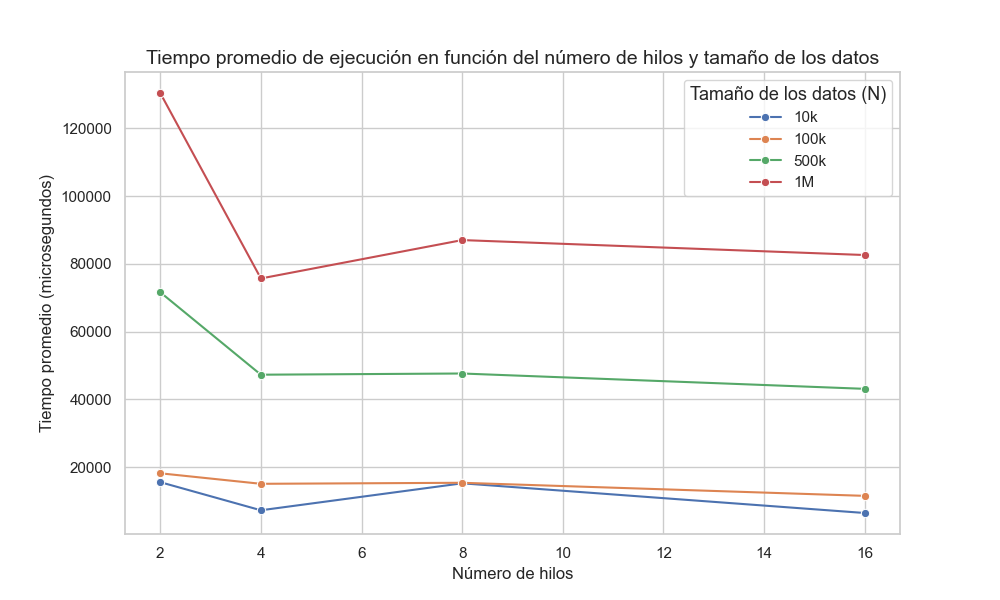 Tiempo promedio de ejecución en función del número de hilos y tamaño de los datos
Tamaño de los datos (N)
10k
100k
500k
1M
Tiempo promedio (microsegundos)
120000
100000
80000
60000
40000
20000
2 4 6 8 10 12 14 16
Número de hilos